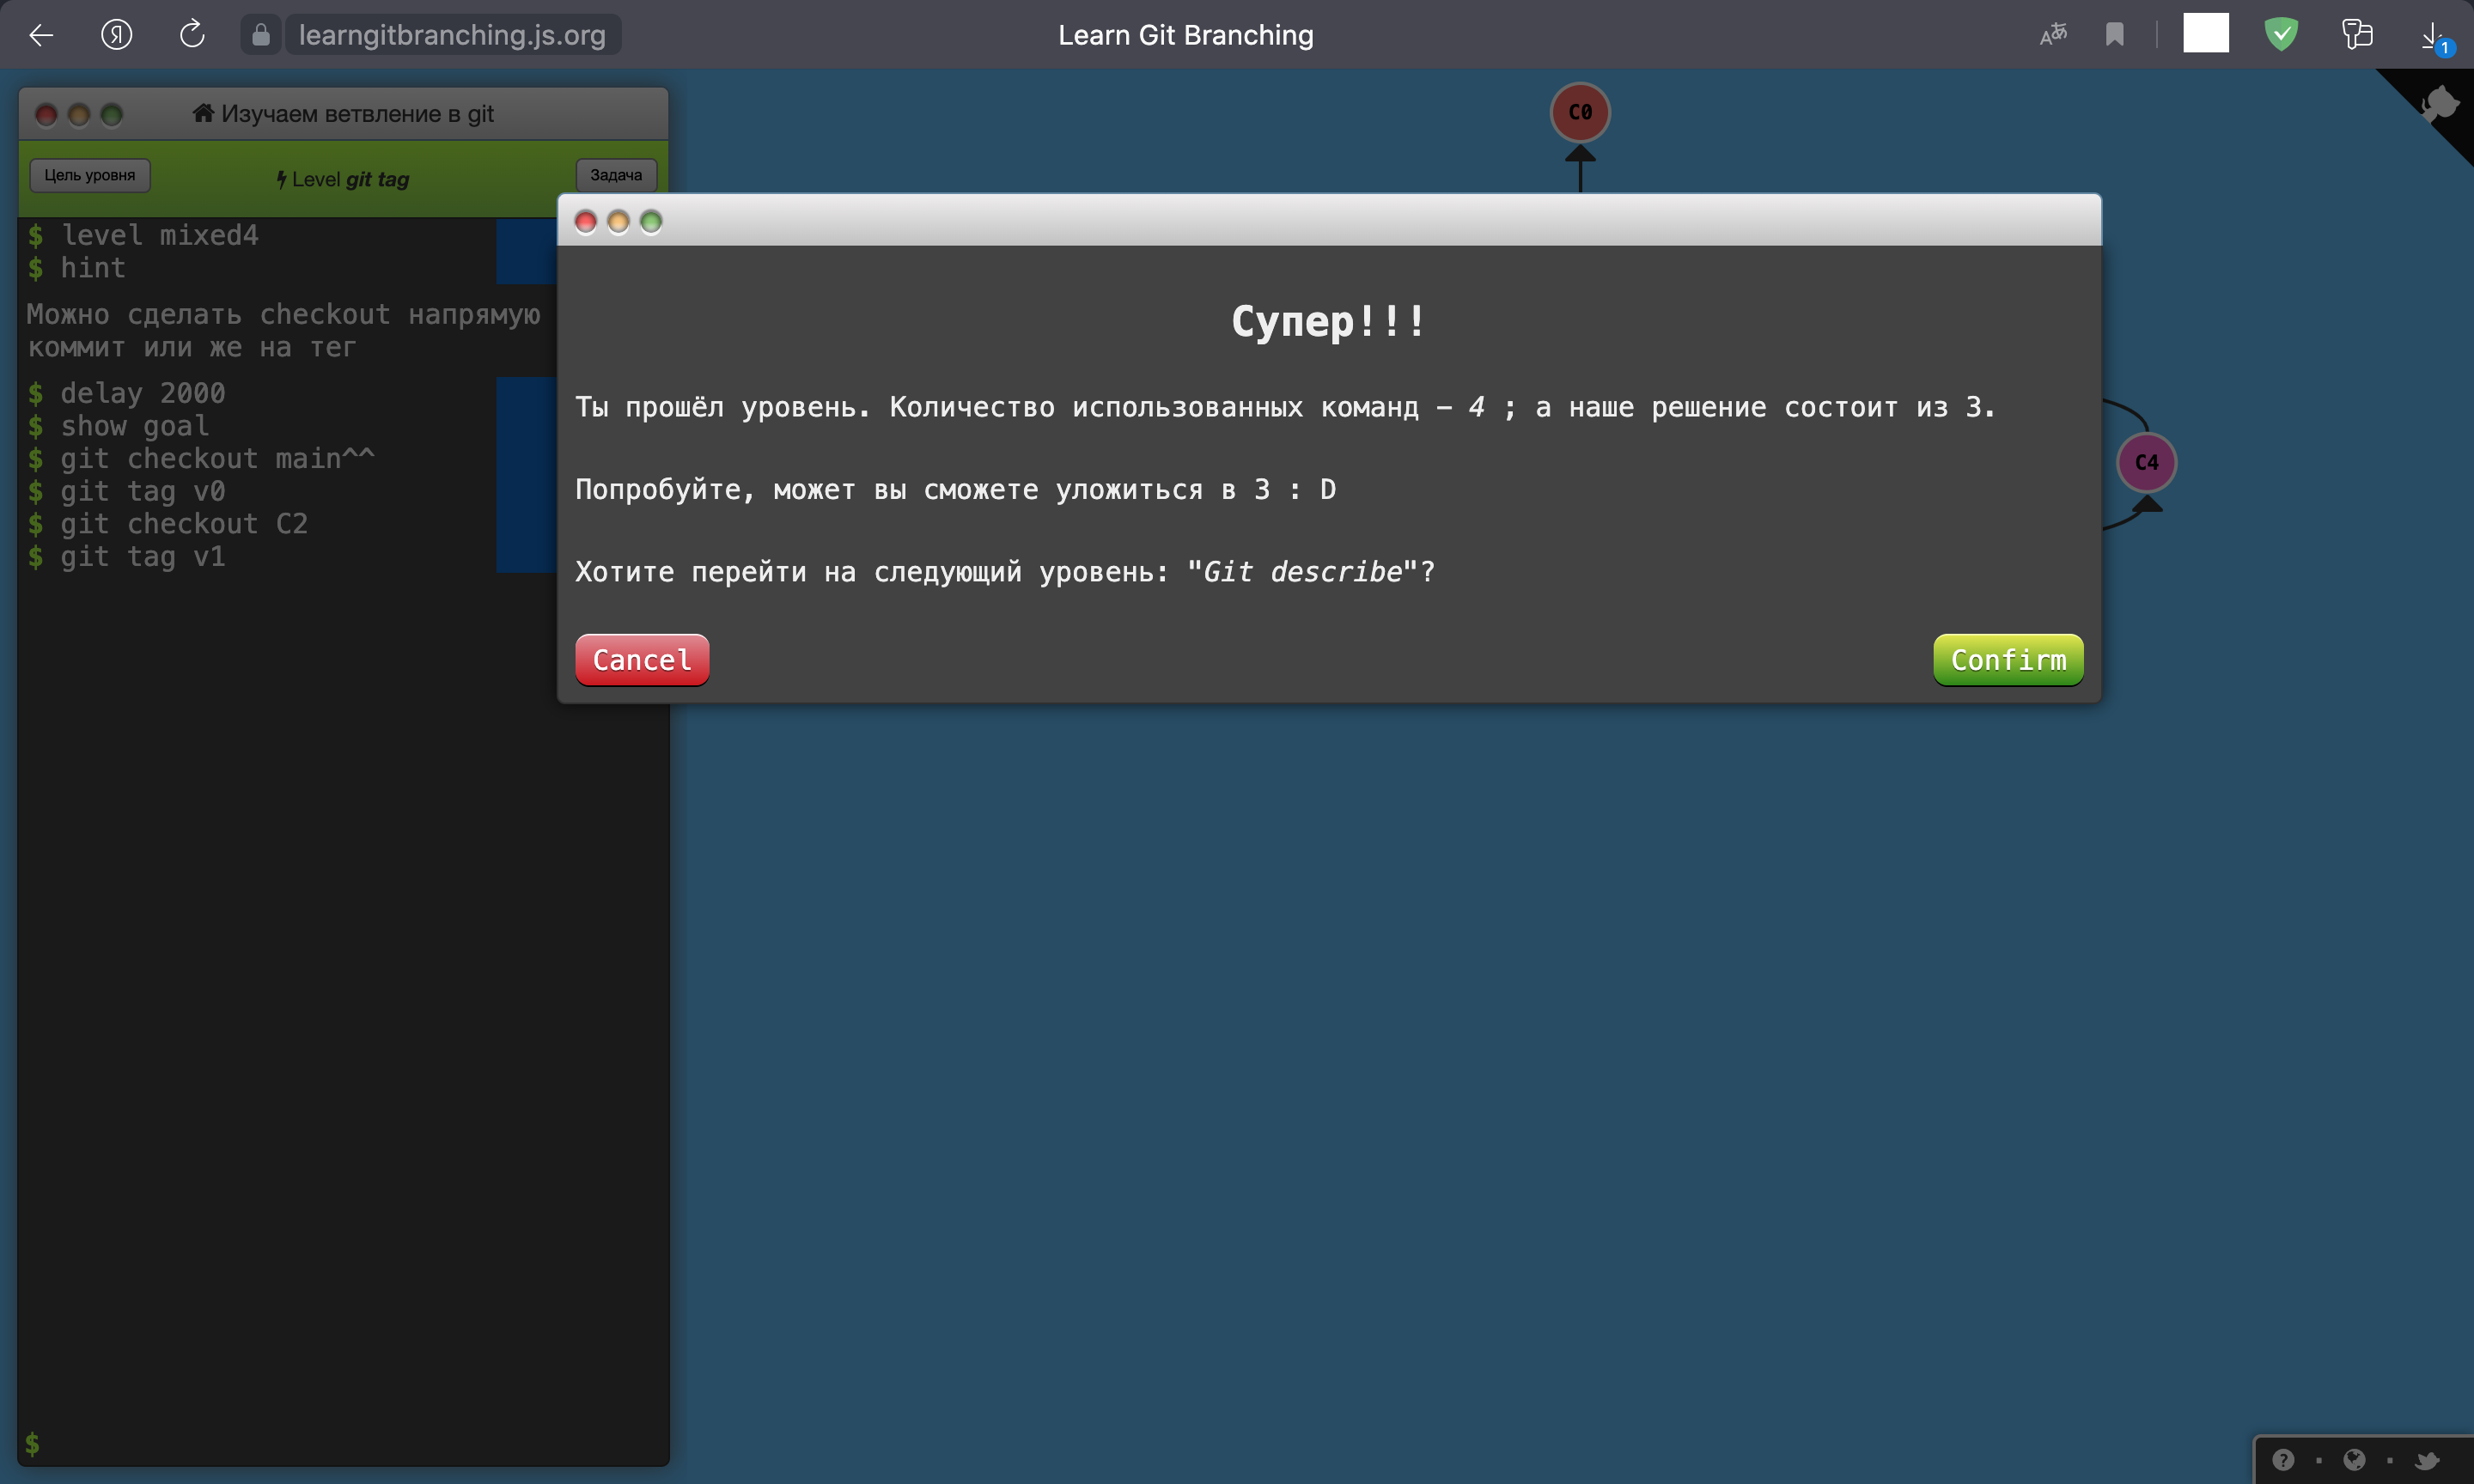 Я
learngitbranching.js.org
Learn Git Branching
1
Изучаем ветвление в git
Цель уровня
Level git tag
Задача
$ level mixed4
$ hint
Можно сделать checkout напрямую
коммит или же на тег
$ delay 2000
$ show goal
$ git checkout main^^
$ git tag v0
$ git checkout C2
$ git tag v1
$
C0
C4
Супер!!!
Ты прошёл уровень. Количество использованных команд – 4 ; а наше решение состоит из 3.
Попробуйте, может вы сможете уложиться в 3 : D
Хотите перейти на следующий уровень: "Git describe"?
Cancel
Confirm